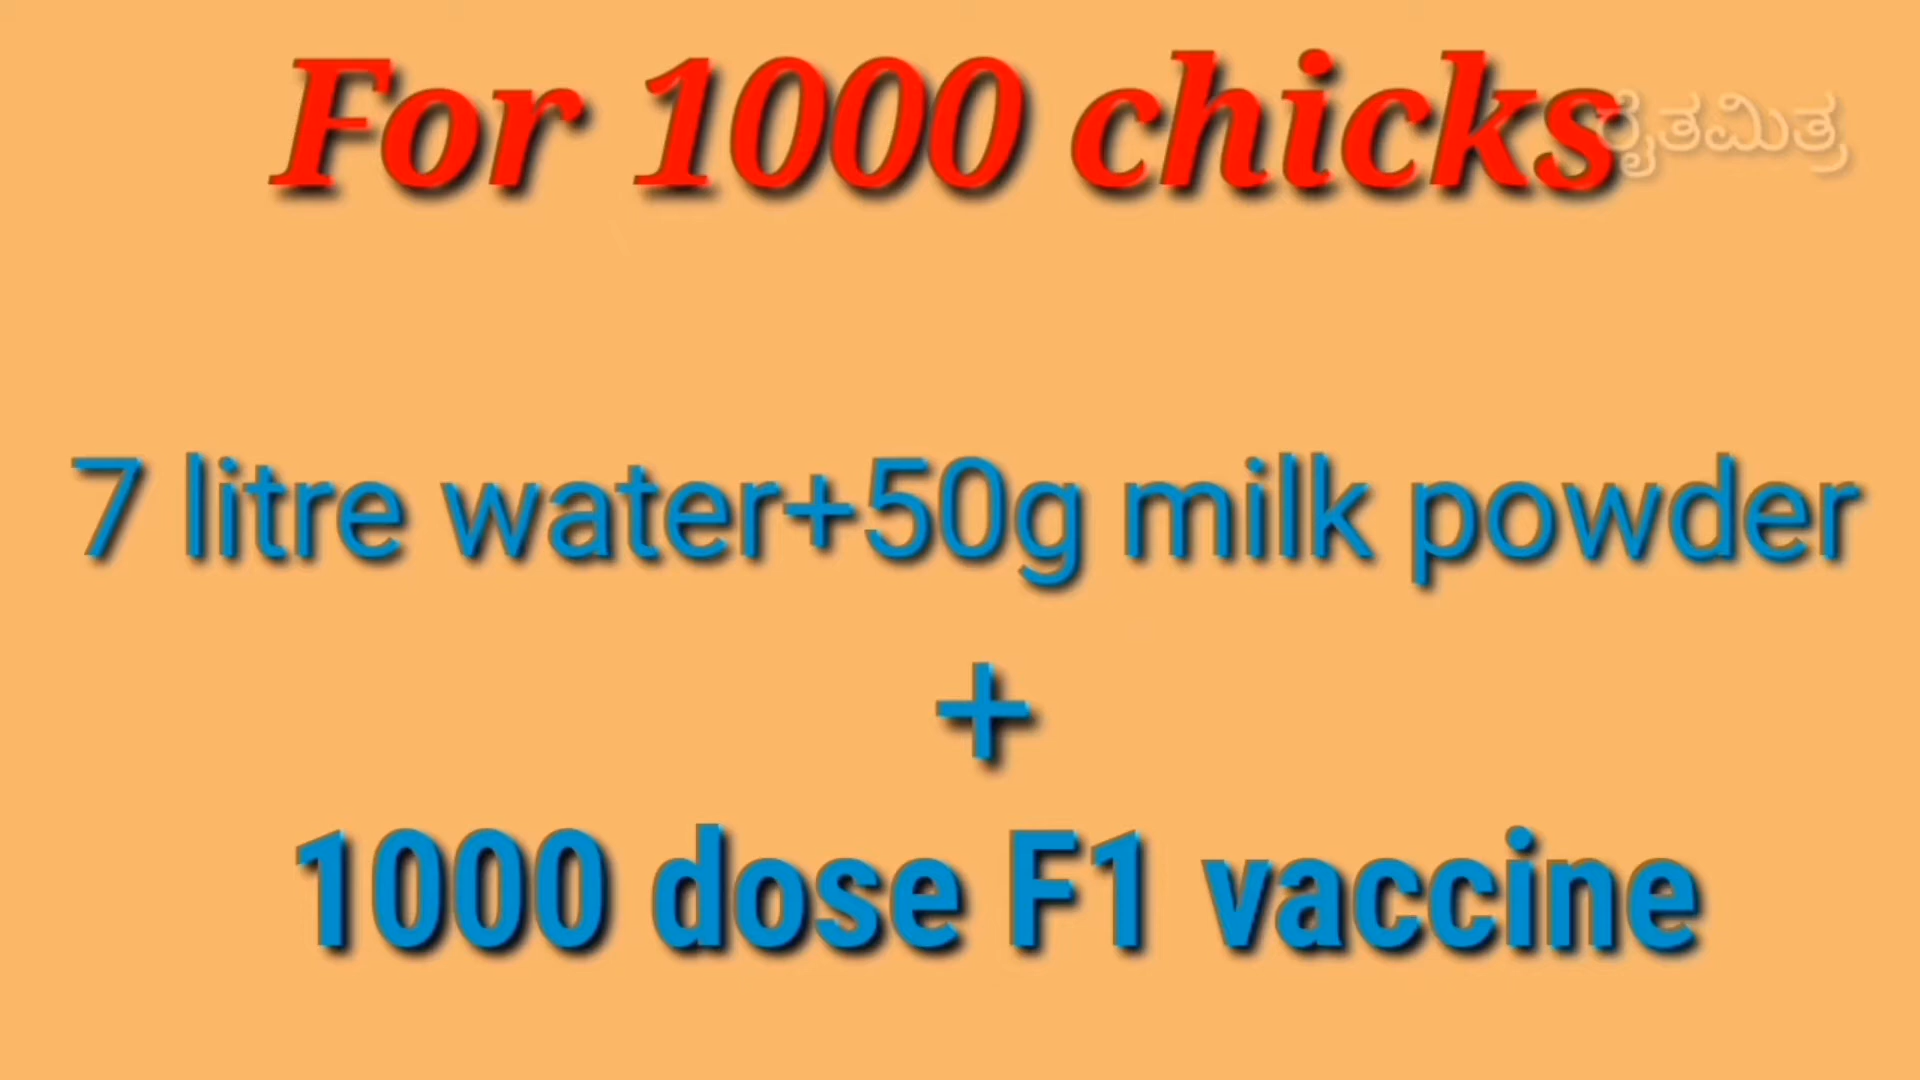 For 1000 chicks
ರೈತಮಿತ್ರ
7 litre water+50g milk powder
+
1000 dose F1 vaccine